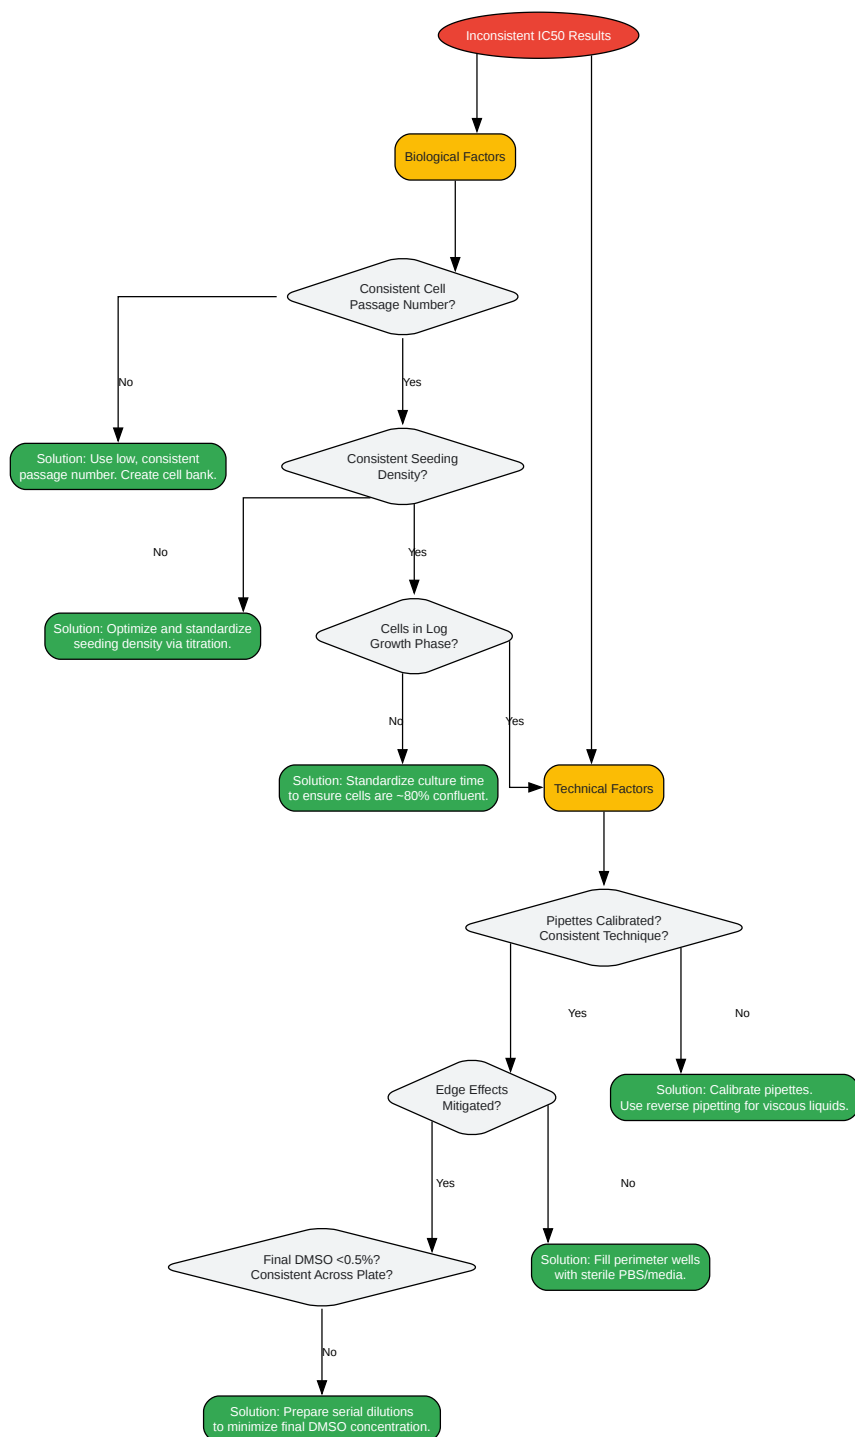 Inconsistent IC50 Results
Biological Factors
Consistent Cell
Passage Number?
No
Yes
Solution: Use low, consistent
passage number. Create cell bank.
Consistent Seeding
Density?
No
Yes
Solution: Optimize and standardize
seeding density via titration.
Cells in Log
Growth Phase?
No
Yes
Solution: Standardize culture time
to ensure cells are ~80% confluent.
Technical Factors
Pipettes Calibrated?
Consistent Technique?
Yes
No
Edge Effects
Mitigated?
Solution: Calibrate pipettes.
Use reverse pipetting for viscous liquids.
Yes
No
Final DMSO <0.5%?
Consistent Across Plate?
Solution: Fill perimeter wells
with sterile PBS/media.
No
Solution: Prepare serial dilutions
to minimize final DMSO concentration.